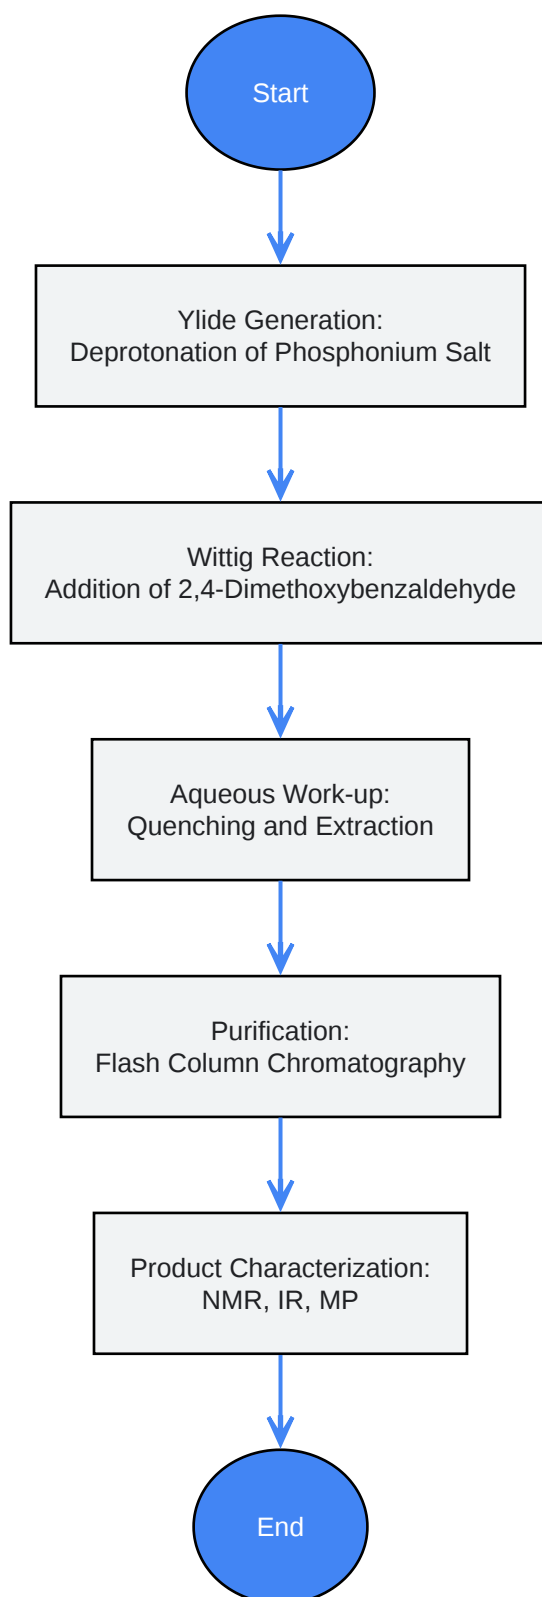 Start
Ylide Generation:
Deprotonation of Phosphonium Salt
Wittig Reaction:
Addition of 2,4-Dimethoxybenzaldehyde
Aqueous Work-up:
Quenching and Extraction
Purification:
Flash Column Chromatography
Product Characterization:
NMR, IR, MP
End